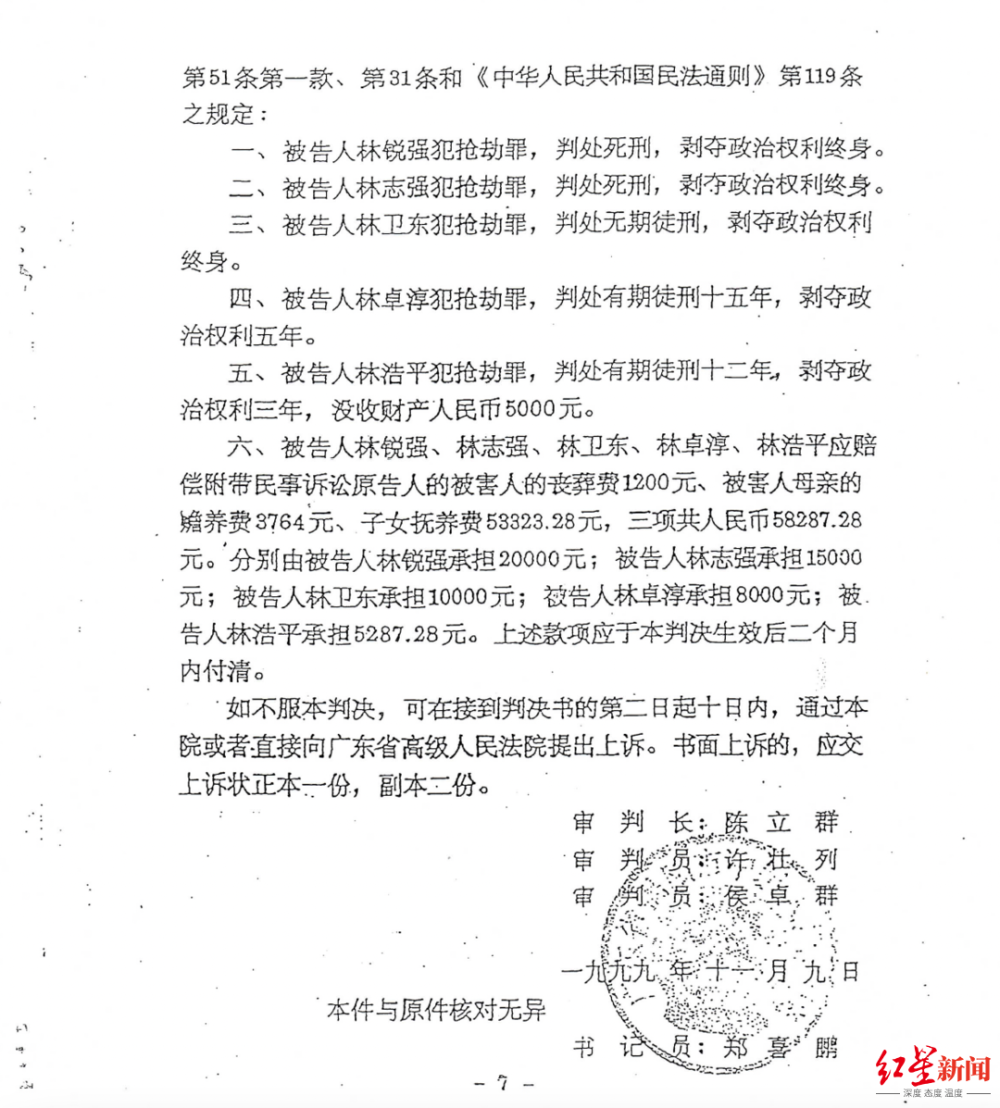 第51条第一款、第31条和《中华人民共和国民法通则》第119条
之规定：
一、被告人林锐强犯抢劫罪，判处死刑，剥夺政治权利终身。
二、被告人林志强犯抢劫罪，判处死刑，剥夺政治权利终身。
三、被告人林卫东犯抢劫罪，判处无期徒刑，剥夺政治权利
终身。
四、被告人林卓淳犯抢劫罪，判处有期徒刑十五年，剥夺政
治权利五年。
五、被告人林浩平犯抢劫罪，判处有期徒刑十二年，剥夺政
治权利三年，没收财产人民币5000元。
六、被告人林锐强、林志强、林卫东、林卓淳、林浩平应赔
偿附带民事诉讼原告人的被害人的丧葬费1200元、被害人母亲的
赡养费3764元、子女抚养费53323.28元，三项共人民币58287.28
元。分别由被告人林锐强承担20000元；被告人林志强承担15000
元；被告人林卫东承担10000元；被告人林卓淳承担8000元；被
告人林浩平承担5287.28元。上述款项应于本判决生效后二个月
内付清。
如不服本判决，可在接到判决书的第二日起十日内，通过本
院或者直接向广东省高级人民法院提出上诉。书面上诉的，应交
上诉状正本一份，副本二份。
审判长：陈立群
审判员：许壮列
审判员：侯卓群
一九九九年十一月九日
本件与原件核对无异
书记员：郑喜鹏
- 7 -
红星新闻
深度 态度 温度